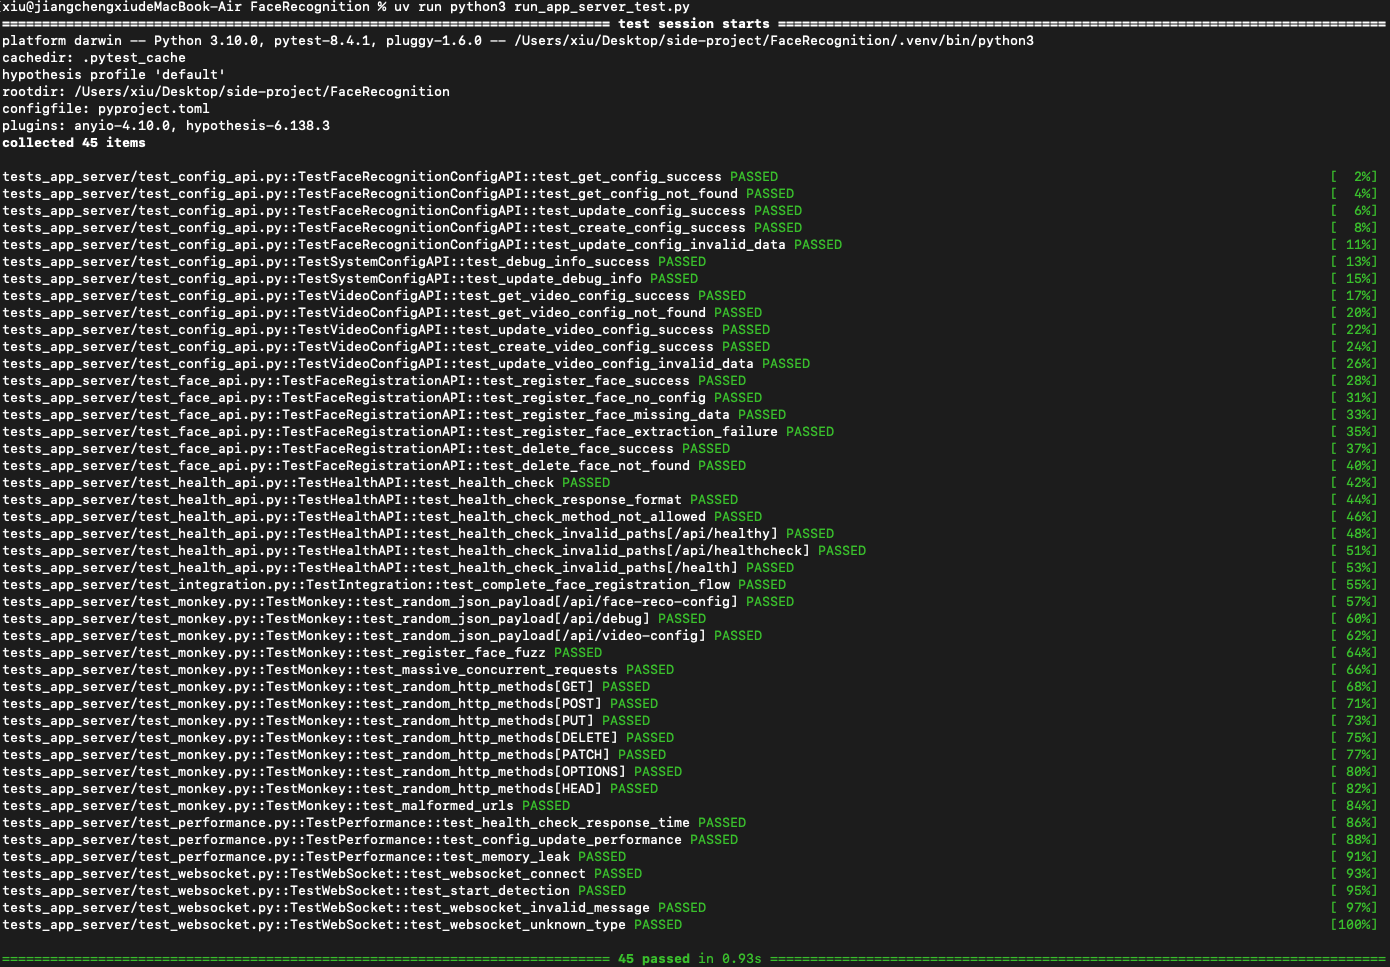 xiu@jiangchengxiudeMacBook-Air FaceRecognition % uv run python3 run_app_server_test.py
============================================================================ test session starts ============================================================================
platform darwin -- Python 3.10.0, pytest-8.4.1, pluggy-1.6.0 -- /Users/xiu/Desktop/side-project/FaceRecognition/.venv/bin/python3
cachedir: .pytest_cache
hypothesis profile 'default'
rootdir: /Users/xiu/Desktop/side-project/FaceRecognition
configfile: pyproject.toml
plugins: anyio-4.10.0, hypothesis-6.138.3
collected 45 items
tests_app_server/test_config_api.py::TestFaceRecognitionConfigAPI::test_get_config_success PASSED [  2%]
tests_app_server/test_config_api.py::TestFaceRecognitionConfigAPI::test_get_config_not_found PASSED [  4%]
tests_app_server/test_config_api.py::TestFaceRecognitionConfigAPI::test_update_config_success PASSED [  6%]
tests_app_server/test_config_api.py::TestFaceRecognitionConfigAPI::test_create_config_success PASSED [  8%]
tests_app_server/test_config_api.py::TestFaceRecognitionConfigAPI::test_update_config_invalid_data PASSED [ 11%]
tests_app_server/test_config_api.py::TestSystemConfigAPI::test_debug_info_success PASSED [ 13%]
tests_app_server/test_config_api.py::TestSystemConfigAPI::test_update_debug_info PASSED [ 15%]
tests_app_server/test_config_api.py::TestVideoConfigAPI::test_get_video_config_success PASSED [ 17%]
tests_app_server/test_config_api.py::TestVideoConfigAPI::test_get_video_config_not_found PASSED [ 20%]
tests_app_server/test_config_api.py::TestVideoConfigAPI::test_update_video_config_success PASSED [ 22%]
tests_app_server/test_config_api.py::TestVideoConfigAPI::test_create_video_config_success PASSED [ 24%]
tests_app_server/test_config_api.py::TestVideoConfigAPI::test_update_video_config_invalid_data PASSED [ 26%]
tests_app_server/test_face_api.py::TestFaceRegistrationAPI::test_register_face_success PASSED [ 28%]
tests_app_server/test_face_api.py::TestFaceRegistrationAPI::test_register_face_no_config PASSED [ 31%]
tests_app_server/test_face_api.py::TestFaceRegistrationAPI::test_register_face_missing_data PASSED [ 33%]
tests_app_server/test_face_api.py::TestFaceRegistrationAPI::test_register_face_extraction_failure PASSED [ 35%]
tests_app_server/test_face_api.py::TestFaceRegistrationAPI::test_delete_face_success PASSED [ 37%]
tests_app_server/test_face_api.py::TestFaceRegistrationAPI::test_delete_face_not_found PASSED [ 40%]
tests_app_server/test_health_api.py::TestHealthAPI::test_health_check PASSED [ 42%]
tests_app_server/test_health_api.py::TestHealthAPI::test_health_check_response_format PASSED [ 44%]
tests_app_server/test_health_api.py::TestHealthAPI::test_health_check_method_not_allowed PASSED [ 46%]
tests_app_server/test_health_api.py::TestHealthAPI::test_health_check_invalid_paths[/api/healthy] PASSED [ 48%]
tests_app_server/test_health_api.py::TestHealthAPI::test_health_check_invalid_paths[/api/healthcheck] PASSED [ 51%]
tests_app_server/test_health_api.py::TestHealthAPI::test_health_check_invalid_paths[/health] PASSED [ 53%]
tests_app_server/test_integration.py::TestIntegration::test_complete_face_registration_flow PASSED [ 55%]
tests_app_server/test_monkey.py::TestMonkey::test_random_json_payload[/api/face-reco-config] PASSED [ 57%]
tests_app_server/test_monkey.py::TestMonkey::test_random_json_payload[/api/debug] PASSED [ 60%]
tests_app_server/test_monkey.py::TestMonkey::test_random_json_payload[/api/video-config] PASSED [ 62%]
tests_app_server/test_monkey.py::TestMonkey::test_register_face_fuzz PASSED [ 64%]
tests_app_server/test_monkey.py::TestMonkey::test_massive_concurrent_requests PASSED [ 66%]
tests_app_server/test_monkey.py::TestMonkey::test_random_http_methods[GET] PASSED [ 68%]
tests_app_server/test_monkey.py::TestMonkey::test_random_http_methods[POST] PASSED [ 71%]
tests_app_server/test_monkey.py::TestMonkey::test_random_http_methods[PUT] PASSED [ 73%]
tests_app_server/test_monkey.py::TestMonkey::test_random_http_methods[DELETE] PASSED [ 75%]
tests_app_server/test_monkey.py::TestMonkey::test_random_http_methods[PATCH] PASSED [ 77%]
tests_app_server/test_monkey.py::TestMonkey::test_random_http_methods[OPTIONS] PASSED [ 80%]
tests_app_server/test_monkey.py::TestMonkey::test_random_http_methods[HEAD] PASSED [ 82%]
tests_app_server/test_monkey.py::TestMonkey::test_malformed_urls PASSED [ 84%]
tests_app_server/test_performance.py::TestPerformance::test_health_check_response_time PASSED [ 86%]
tests_app_server/test_performance.py::TestPerformance::test_config_update_performance PASSED [ 88%]
tests_app_server/test_performance.py::TestPerformance::test_memory_leak PASSED [ 91%]
tests_app_server/test_websocket.py::TestWebSocket::test_websocket_connect PASSED [ 93%]
tests_app_server/test_websocket.py::TestWebSocket::test_start_detection PASSED [ 95%]
tests_app_server/test_websocket.py::TestWebSocket::test_websocket_invalid_message PASSED [ 97%]
tests_app_server/test_websocket.py::TestWebSocket::test_websocket_unknown_type PASSED [100%]
============================================================================ 45 passed in 0.93s =============================================================================